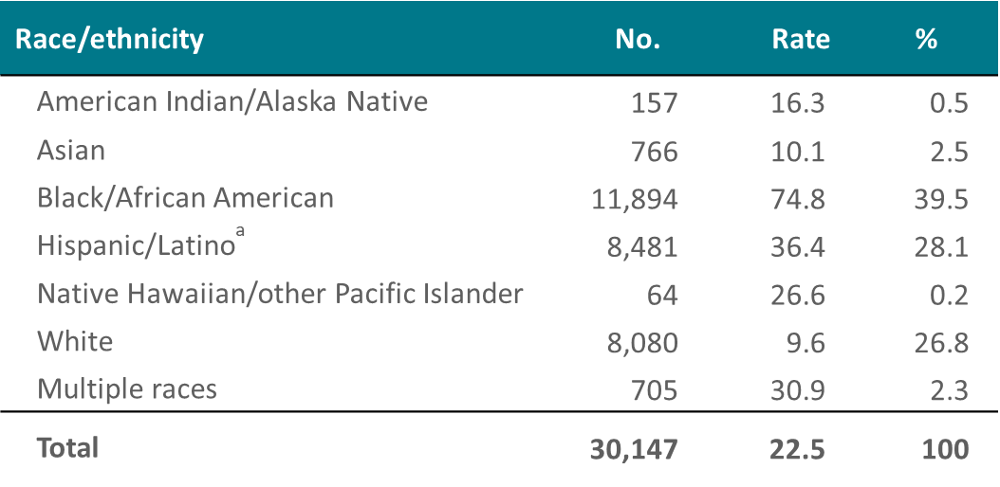 Race/ethnicity No. Rate %
American Indian/Alaska Native 157 16.3 0.5
Asian 766 10.1 2.5
Black/African American 11,894 74.8 39.5
Hispanic/Latinoa 8,481 36.4 28.1
Native Hawaiian/other Pacific Islander 64 26.6 0.2
White 8,080 9.6 26.8
Multiple races 705 30.9 2.3
Total 30,147 22.5 100